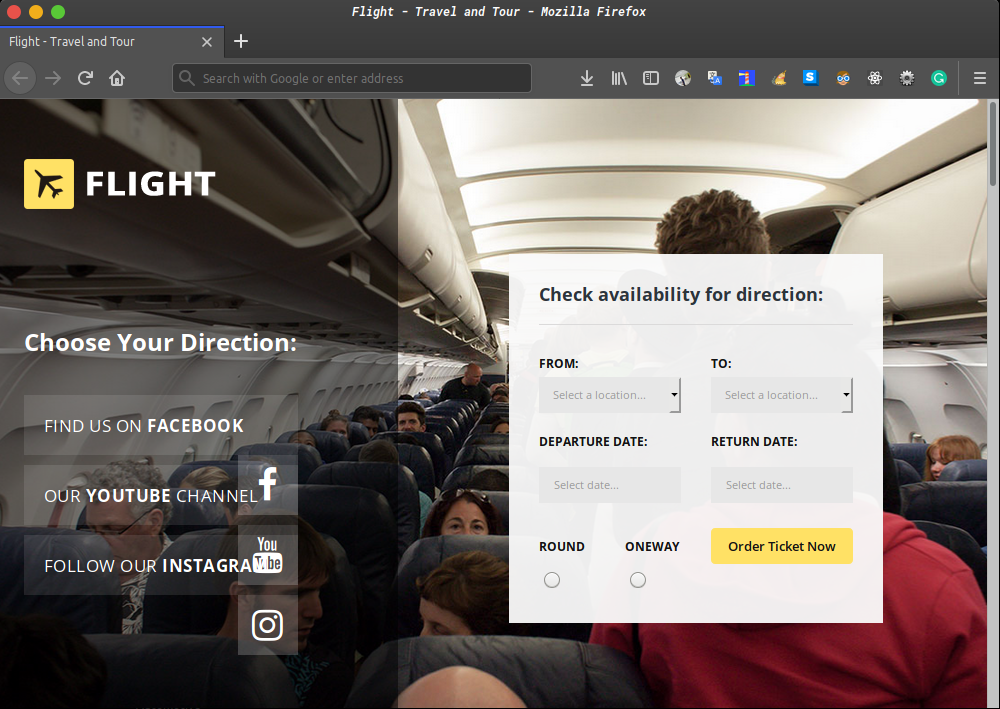 Flight - Travel and Tour - Mozilla Firefox
Flight - Travel and Tour
Search with Google or enter address
FLIGHT
Choose Your Direction:
FIND US ON FACEBOOK
OUR YOUTUBE CHANNEL
You
Tube
FOLLOW OUR INSTAGRA
Check availability for direction:
FROM:
TO:
Select a location...
Select a location...
DEPARTURE DATE:
RETURN DATE:
Select date...
Select date...
ROUND
ONEWAY
Order Ticket Now